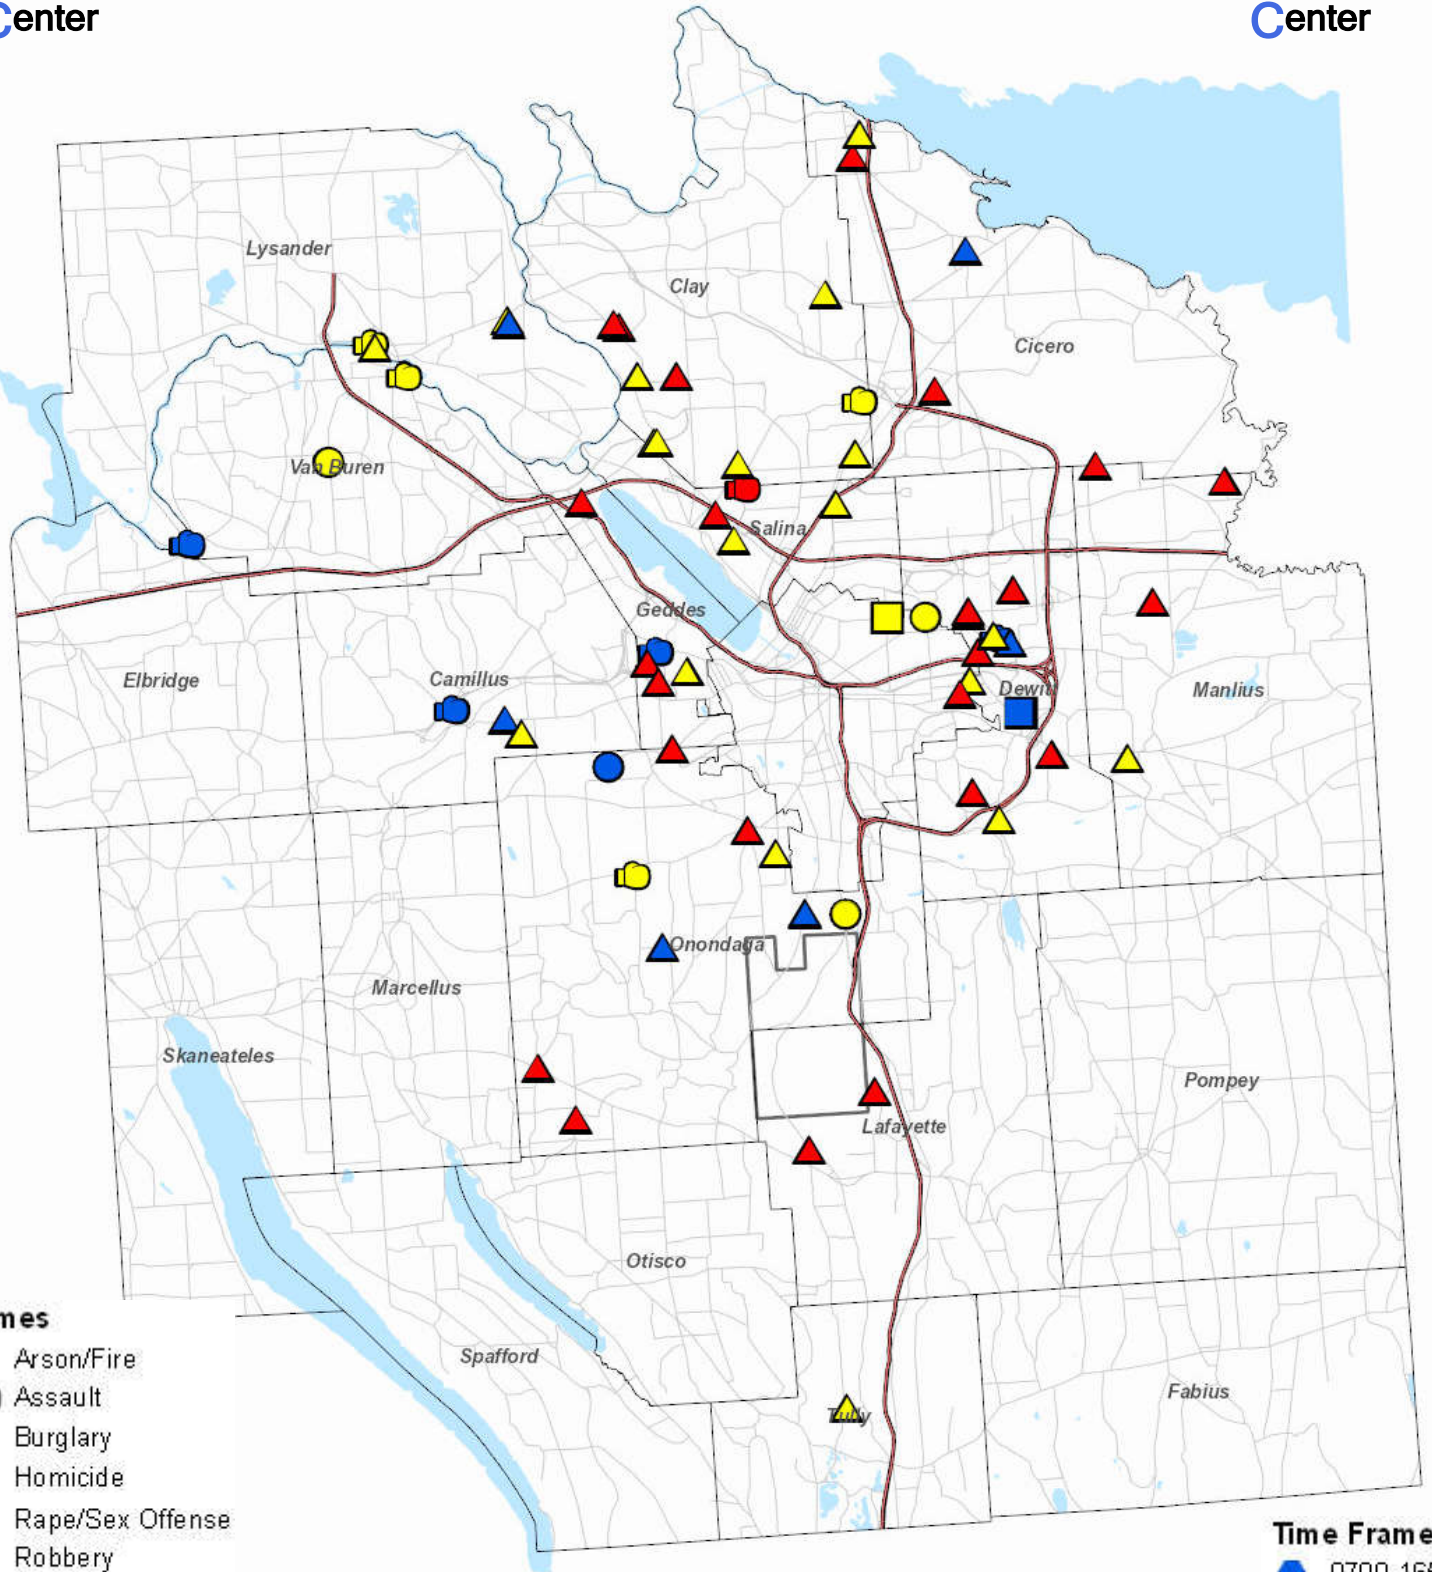 Center
Center
Lysander
Clay
Cicero
Van Buren
Salina
Geddes
Elbridge
Camillus
Dewitt
Manlius
Onondaga
Marcellus
Skaneateles
Pompey
Lafayette
Otisco
Spafford
Fabius
Tully
mes
Arson/Fire
Assault
Burglary
Homicide
Rape/Sex Offense
Robbery
Time Frame